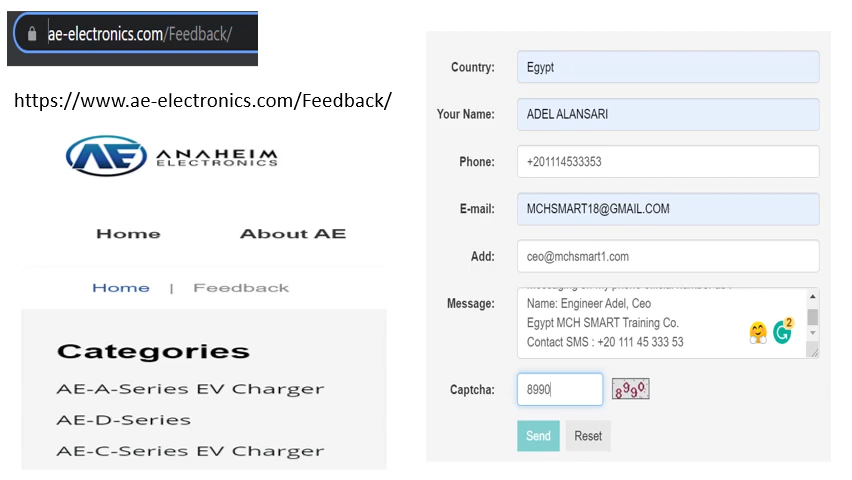 ae-electronics.com/Feedback/
https://www.ae-electronics.com/Feedback/
AE ANAHEIM
ELECTRONICS
Home About AE
Home | Feedback
Categories
AE-A-Series EV Charger
AE-D-Series
AE-C-Series EV Charger
Country: Egypt
Your Name: ADEL ALANSARI
Phone: +201114533353
E-mail: MCHSMART18@GMAIL.COM
Add: ceo@mchsmart1.com
Message:
Name: Engineer Adel, Ceo
Egypt MCH SMART Training Co.
Contact SMS : +20 111 45 333 53
2
Captcha: 8990 8990
Send Reset